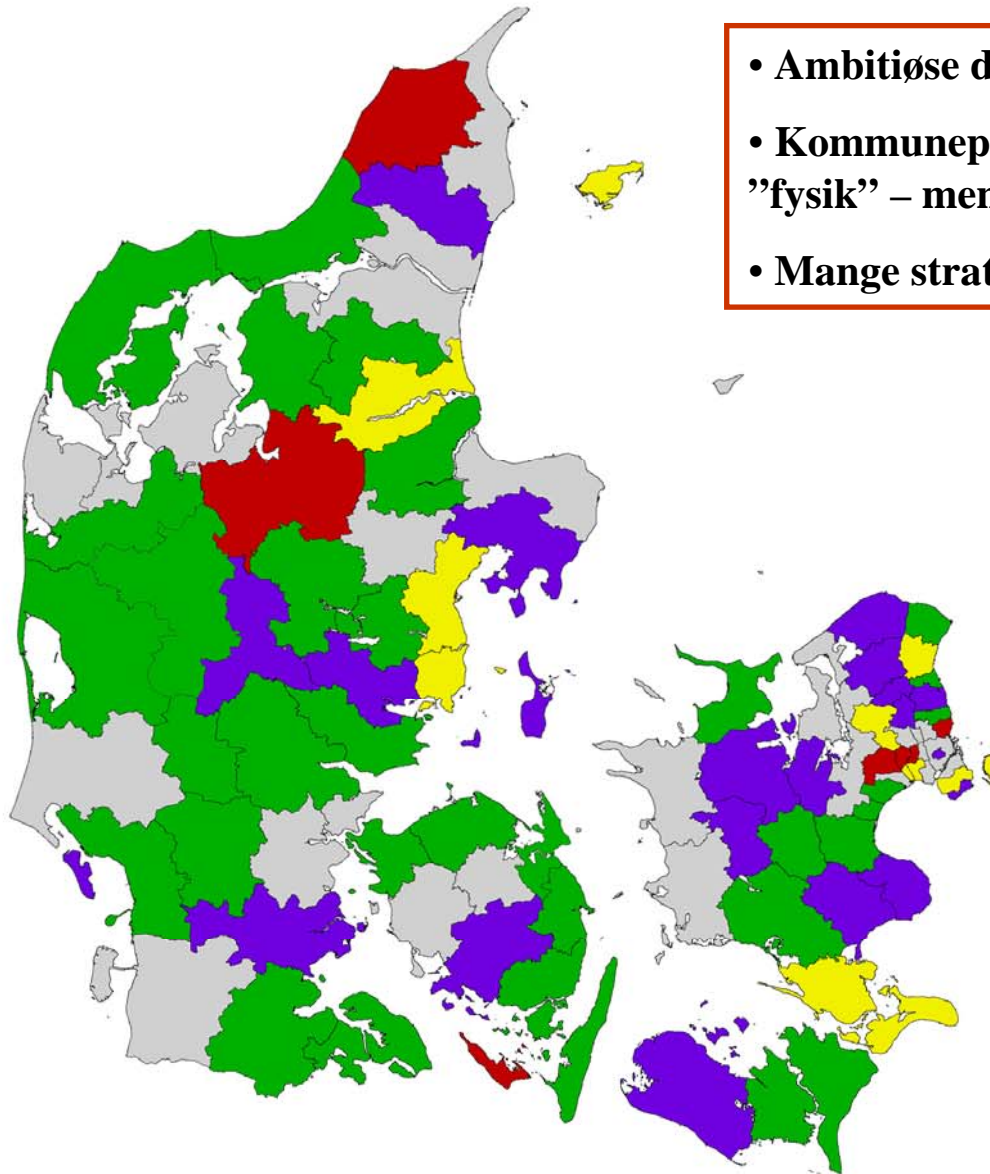 • Ambitiøse d
• Kommunep
”fysik” – men
• Mange strat